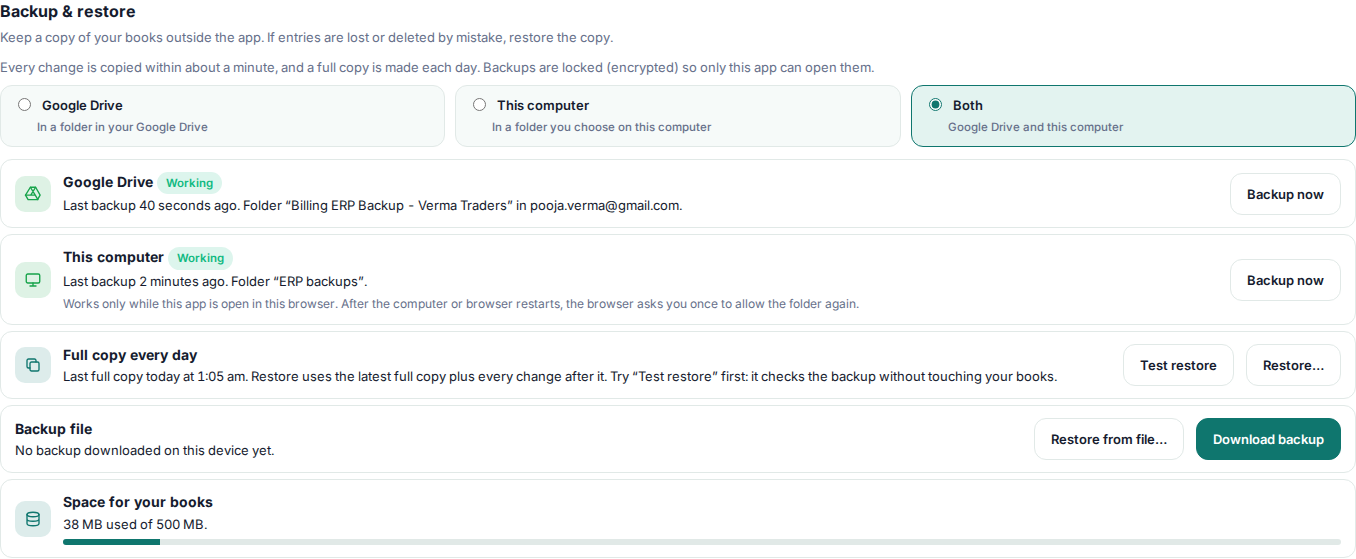 Backup & restore
Keep a copy of your books outside the app. If entries are lost or deleted by mistake, restore the copy.
Every change is copied within about a minute, and a full copy is made each day. Backups are locked (encrypted) so only this app can open them.
Google Drive
In a folder in your Google Drive
This computer
In a folder you choose on this computer
Both
Google Drive and this computer
Google Drive Working
Last backup 40 seconds ago. Folder “Billing ERP Backup - Verma Traders” in pooja.verma@gmail.com.
Backup now
This computer Working
Last backup 2 minutes ago. Folder “ERP backups”.
Works only while this app is open in this browser. After the computer or browser restarts, the browser asks you once to allow the folder again.
Backup now
Full copy every day
Last full copy today at 1:05 am. Restore uses the latest full copy plus every change after it. Try “Test restore” first: it checks the backup without touching your books.
Test restore
Restore...
Backup file
No backup downloaded on this device yet.
Restore from file...
Download backup
Space for your books
38 MB used of 500 MB.